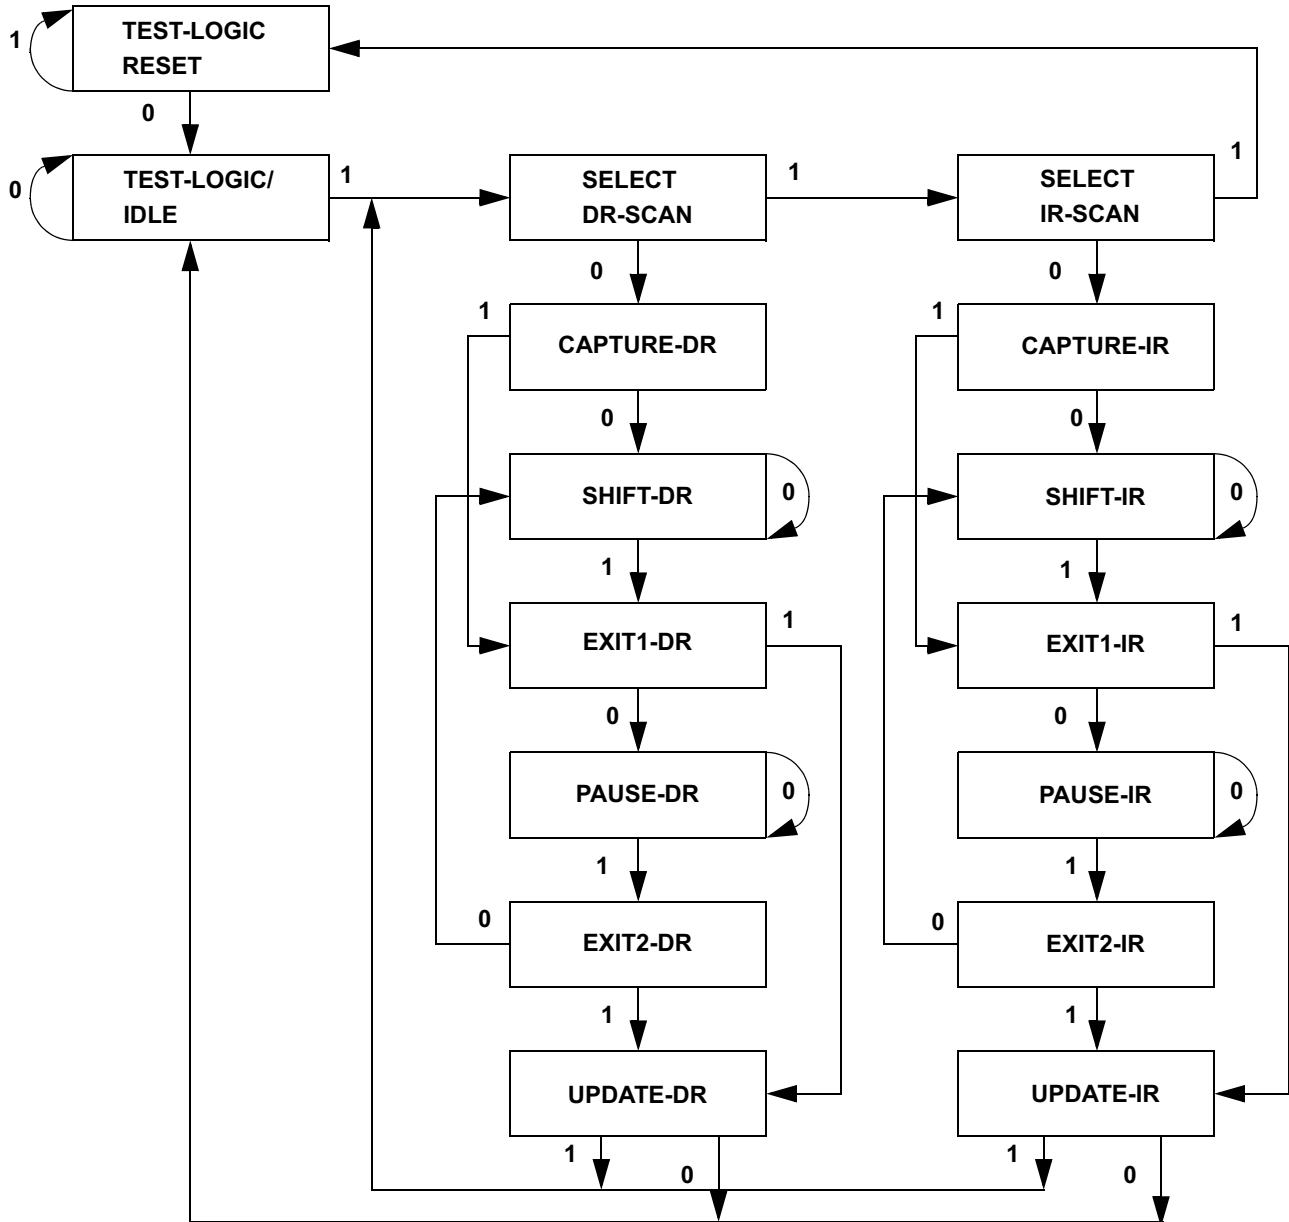 1
TEST-LOGIC
RESET
0
0
TEST-LOGIC/
IDLE
1
SELECT
DR-SCAN
1
SELECT
IR-SCAN
1
0
0
1
CAPTURE-DR
1
CAPTURE-IR
0
0
SHIFT-DR
0
SHIFT-IR
0
1
1
EXIT1-DR
1
EXIT1-IR
1
0
0
PAUSE-DR
0
PAUSE-IR
0
1
1
0
EXIT2-DR
0
EXIT2-IR
1
1
UPDATE-DR
UPDATE-IR
1
0
1
0